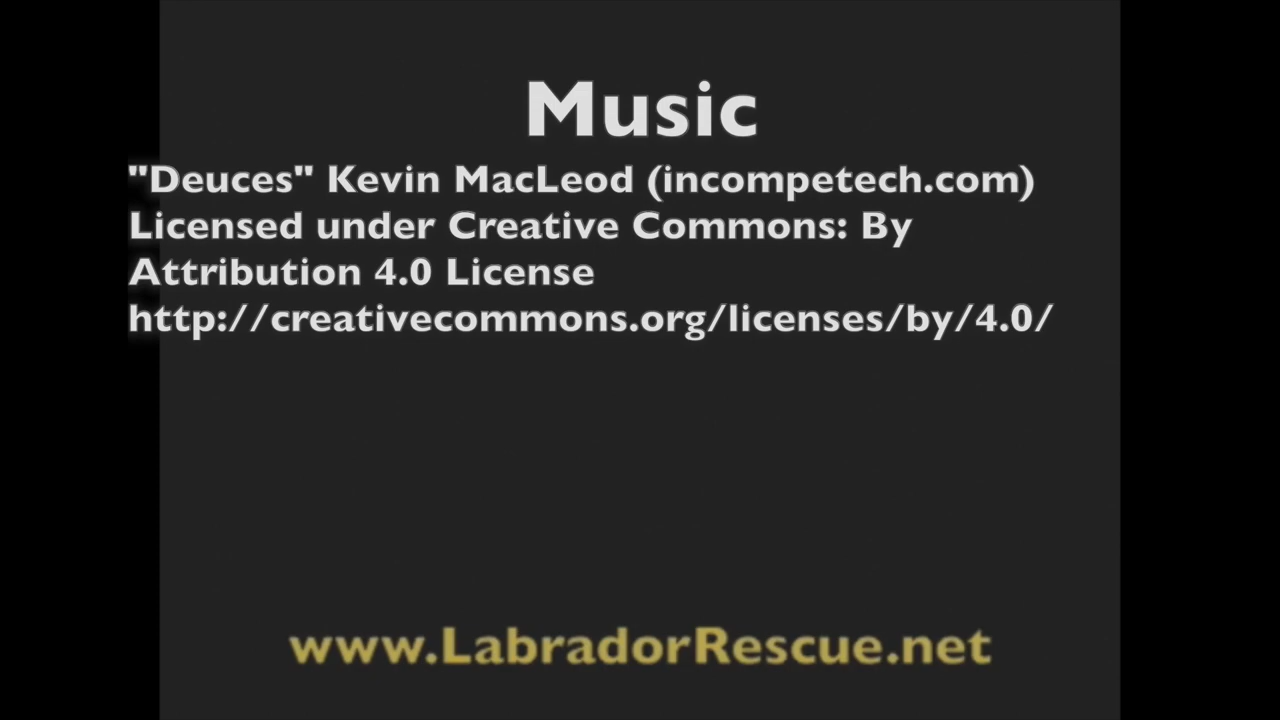 Music
"Deuces" Kevin MacLeod (incompetech.com)
Licensed under Creative Commons: By
Attribution 4.0 License
http://creativecommons.org/licenses/by/4.0/
www.LabradorRescue.net